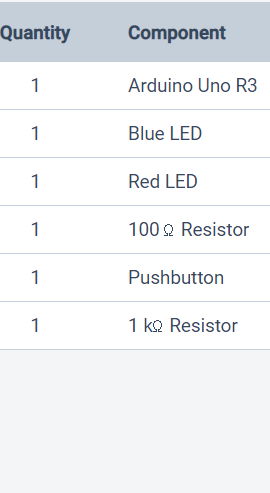 Quantity Component
1 Arduino Uno R3
1 Blue LED
1 Red LED
1 100 Ω Resistor
1 Pushbutton
1 1 kΩ Resistor